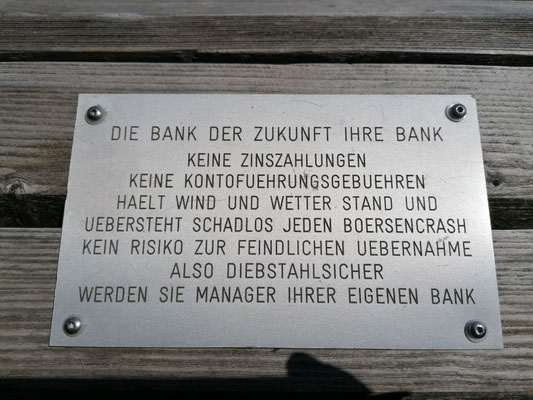 DIE BANK DER ZUKUNFT IHRE BANK
KEINE ZINSZAHLUNGEN
KEINE KONTOFUEHRUNGSGEBUEHREN
HAELT WIND UND WETTER STAND UND
UEBERSTEHT SCHADLOS JEDEN BOERSENCRASH
KEIN RISIKO ZUR FEINDLICHEN UEBERNAHME
ALSO DIEBSTAHLSICHER
WERDEN SIE MANAGER IHRER EIGENEN BANK